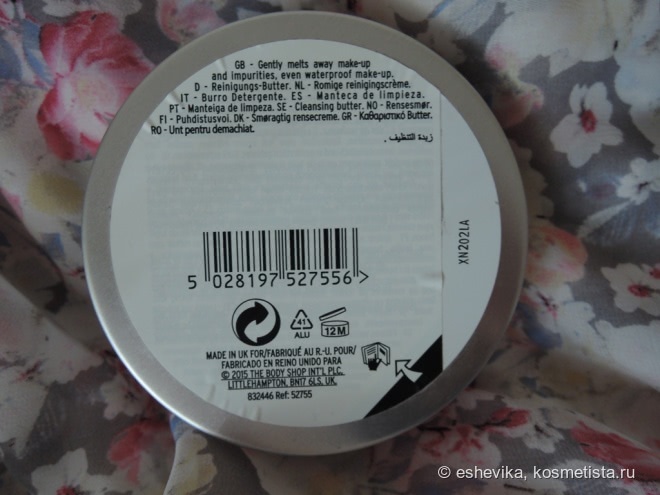 GB - Gently melts away make-up
and impurities, even waterproof make-up.
D - Reinigungs-Butter. NL - Romige reinigingscrème.
IT - Burro Detergente. ES - Manteca de limpieza.
PT - Manteiga de limpeza. SE - Cleansing butter. NO - Rensesmør.
FI - Puhdistusvoi. DK - Smøragtig rensecreme. GR - Καθαριστικό Butter.
RO - Unt pentru demachiat.
زبدة التنظيف.
XN202LA
5 028197 527556 >
41
ALU
12M
MADE IN UK FOR/FABRIQUÉ AU R.-U. POUR/
FABRICADO EN REINO UNIDO PARA
© 2015 THE BODY SHOP INT'L PLC.
LITTLEHAMPTON, BN17 6LS, UK.
832446 Ref: 52755
© eshevika, kosmetista.ru